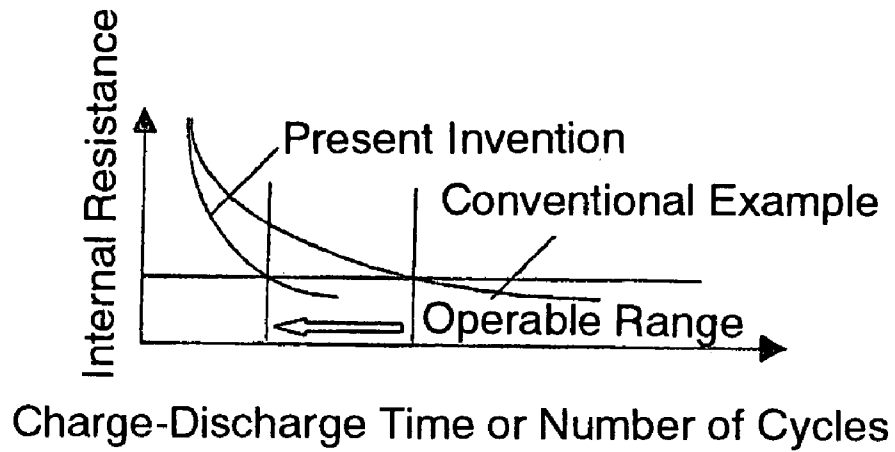 Internal Resistance
Present Invention
Conventional Example
Operable Range
Charge-Discharge Time or Number of Cycles